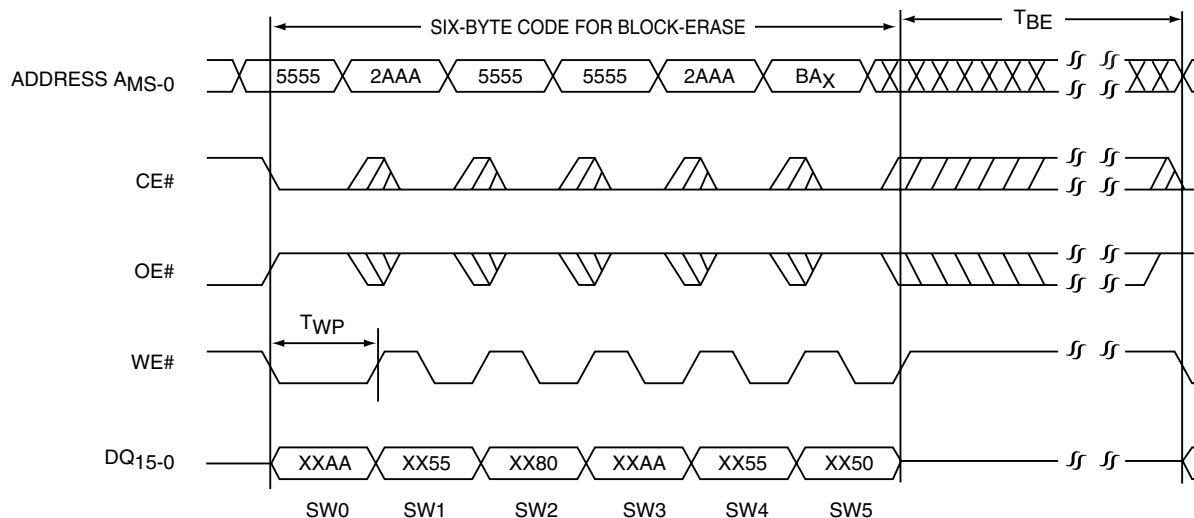 SIX-BYTE CODE FOR BLOCK-ERASE TBE
ADDRESS AMS-0 5555 2AAA 5555 5555 2AAA BAX
CE#
OE#
TWP
WE#
DQ15-0 XXAA XX55 XX80 XXAA XX55 XX50
SW0 SW1 SW2 SW3 SW4 SW5